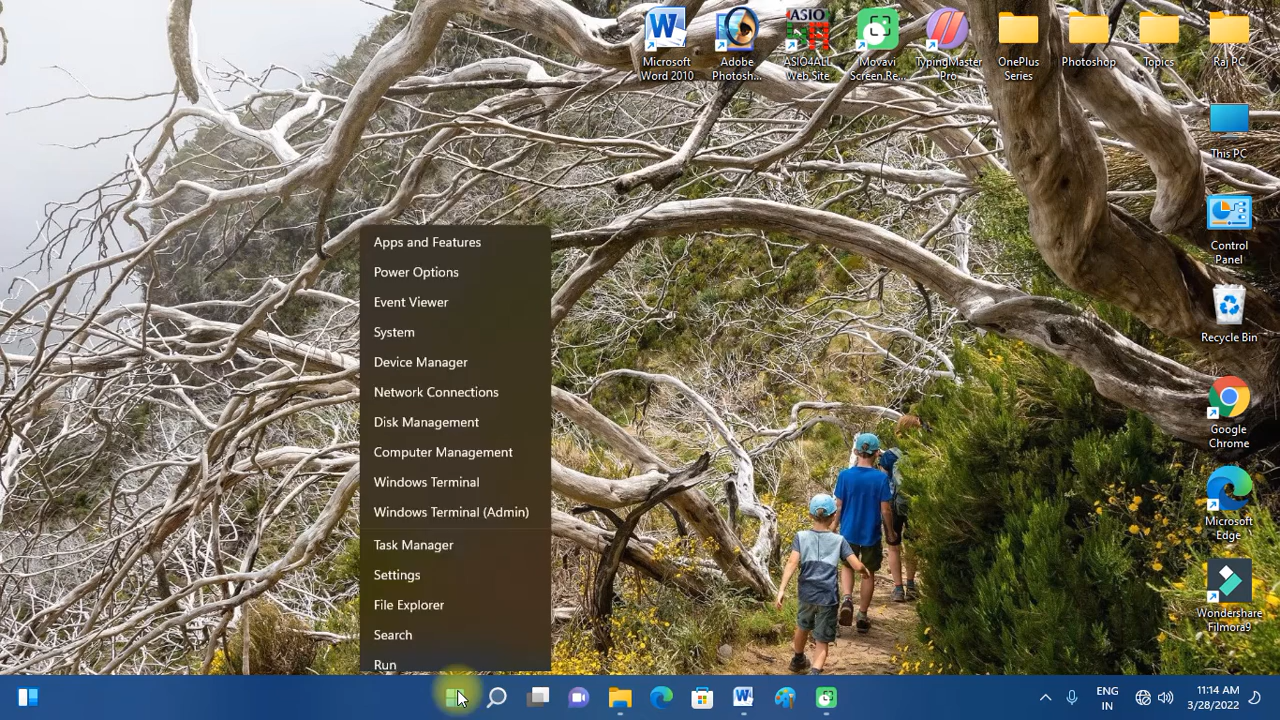 Microsoft
Word 2010
Adobe
Photosh...
ASIO
ASIO4ALL
Web Site
Movavi
Screen Re...
TypingMaster
Pro
OnePlus
Series
Photoshop
Topics
Raj PC
This PC
Control
Panel
Recycle Bin
Google
Chrome
Microsoft
Edge
Wondershare
Filmora9
Apps and Features
Power Options
Event Viewer
System
Device Manager
Network Connections
Disk Management
Computer Management
Windows Terminal
Windows Terminal (Admin)
Task Manager
Settings
File Explorer
Search
Run
ENG
IN
11:14 AM
3/28/2022